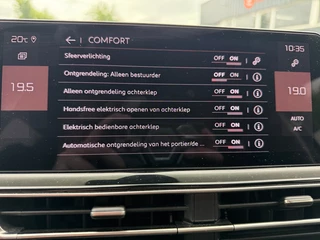 20°C
← COMFORT
10:35
Sfeerverlichting OFF ON
Ontgrendeling: Alleen bestuurder OFF ON
19.5
19.0
Alleen ontgrendeling achterklep OFF ON
Handsfree elektrisch openen van achterklep OFF ON
Elektrisch bedienbare achterklep OFF ON
AUTO
A/C
Automatische ontgrendeling van het portier/de ... OFF ON